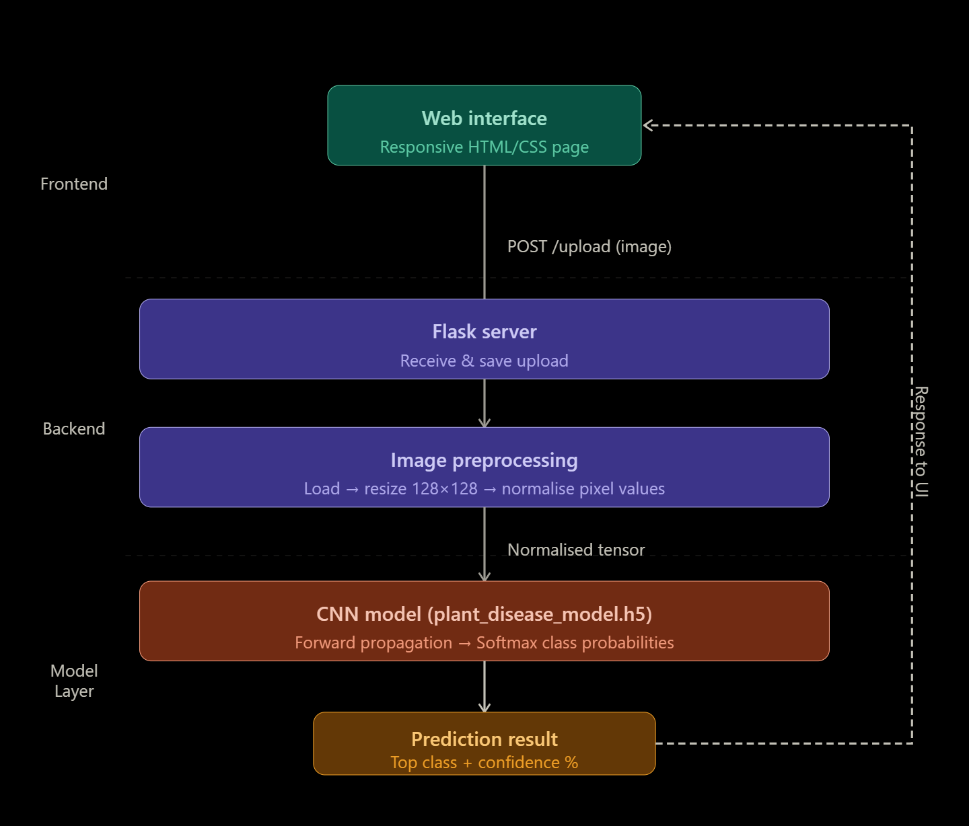 Web interface
Responsive HTML/CSS page
Frontend
POST /upload (image)
Flask server
Receive & save upload
Backend
Image preprocessing
Load → resize 128×128 → normalise pixel values
Response to UI
Normalised tensor
CNN model (plant_disease_model.h5)
Forward propagation → Softmax class probabilities
Model
Layer
Prediction result
Top class + confidence %